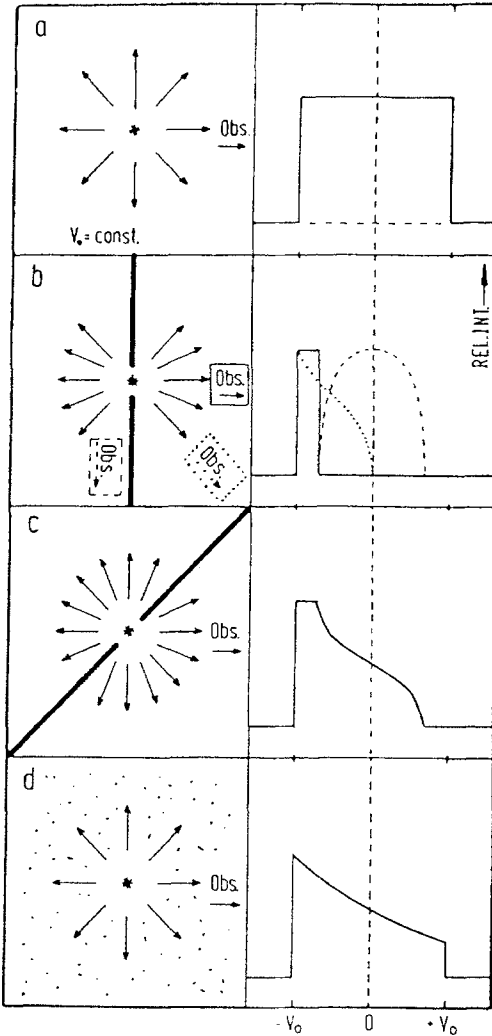 a
Obs.
V₀ = const.
b
REL.INT.
Obs.
Obs.
Obs.
c
Obs.
d
Obs.
- V₀
0
+ V₀